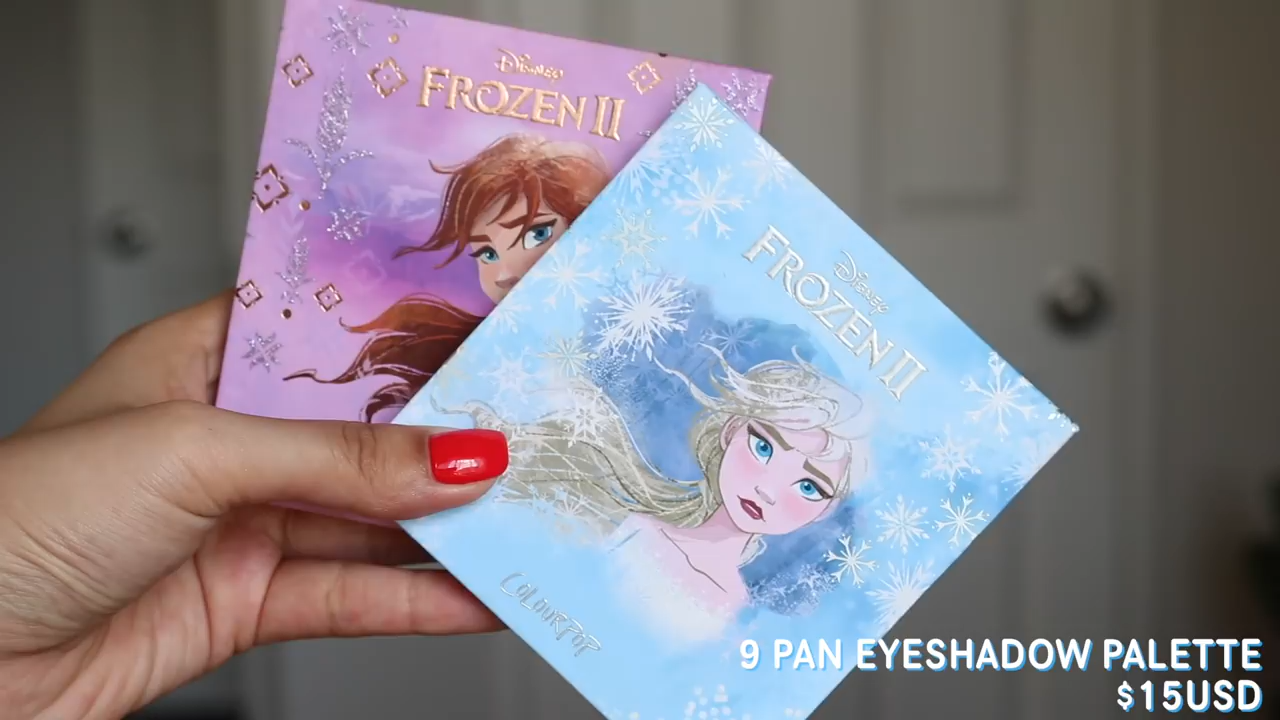 Disney
FROZEN II
Disney
FROZEN II
COLOURPOP
9 PAN EYESHADOW PALETTE
$15USD